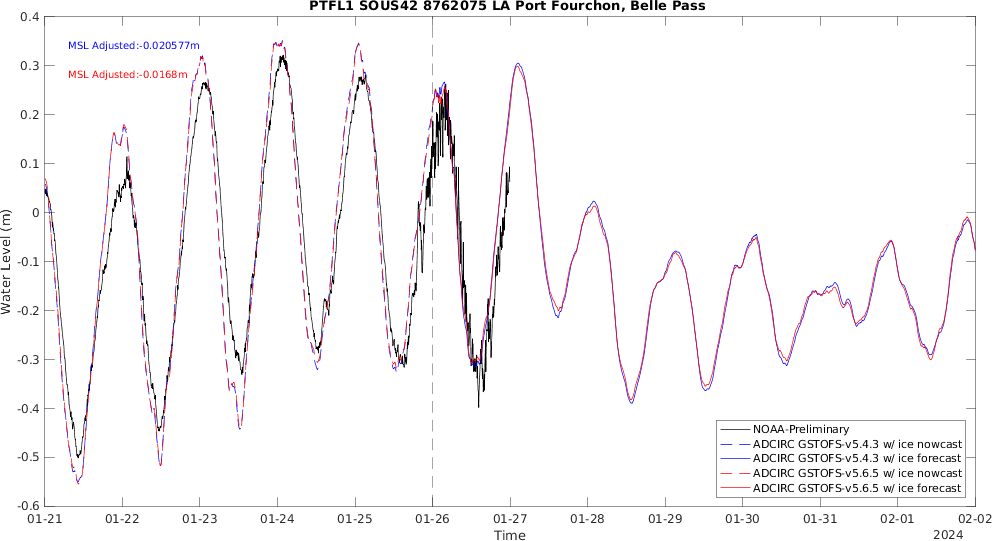 PTFL1 SOUS42 8762075 LA Port Fourchon, Belle Pass
0.4
0.3
0.2
0.1
0
-0.1
-0.2
-0.3
-0.4
-0.5
-0.6
Water Level (m)
MSL Adjusted:-0.020577m
MSL Adjusted:-0.0168m
NOAA-Preliminary
ADCIRC GSTOFS-v5.4.3 w/ ice nowcast
ADCIRC GSTOFS-v5.4.3 w/ ice forecast
ADCIRC GSTOFS-v5.6.5 w/ ice nowcast
ADCIRC GSTOFS-v5.6.5 w/ ice forecast
01-21 01-22 01-23 01-24 01-25 01-26 01-27 01-28 01-29 01-30 01-31 02-01 02-02
Time
2024